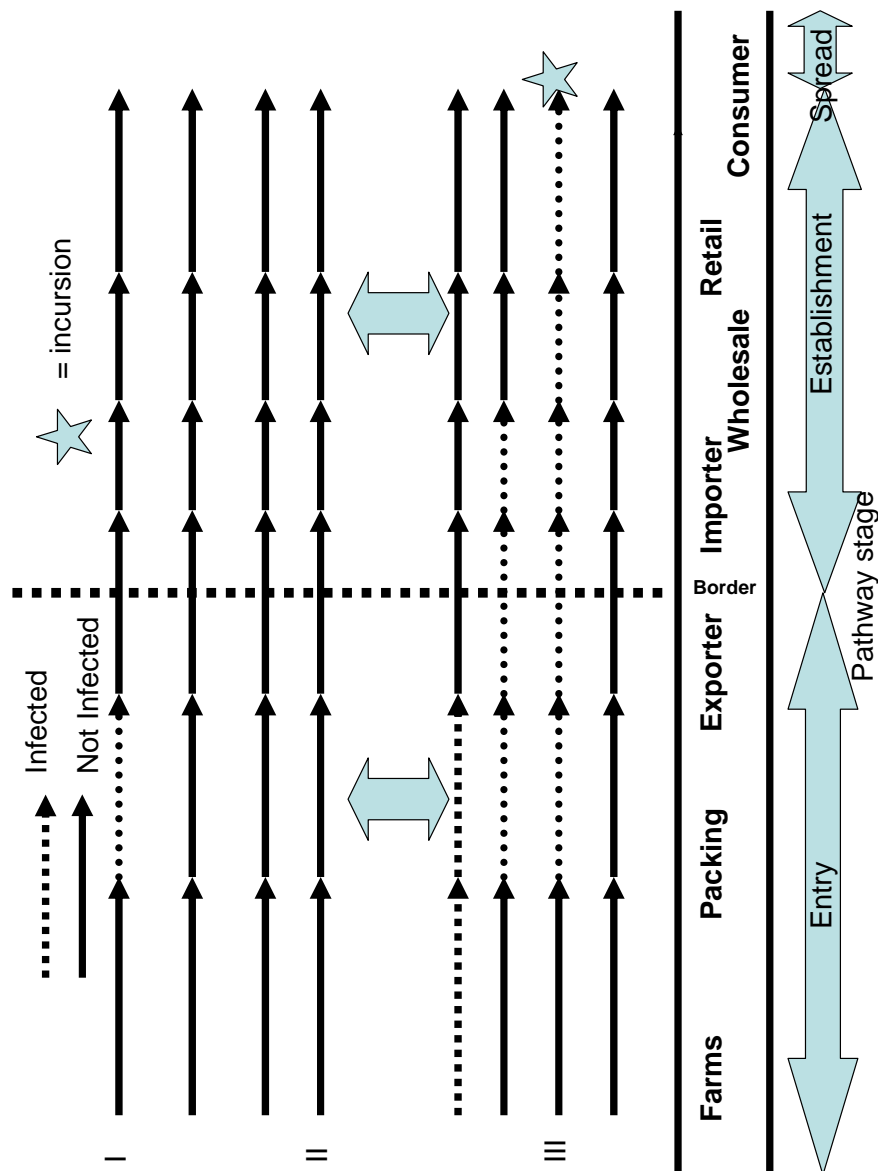 Infected
Not Infected
= incursion
I
II
III
Farms
Packing
Exporter
Border
Importer
Wholesale
Retail
Consumer
Entry
Establishment
Spread
Pathway stage